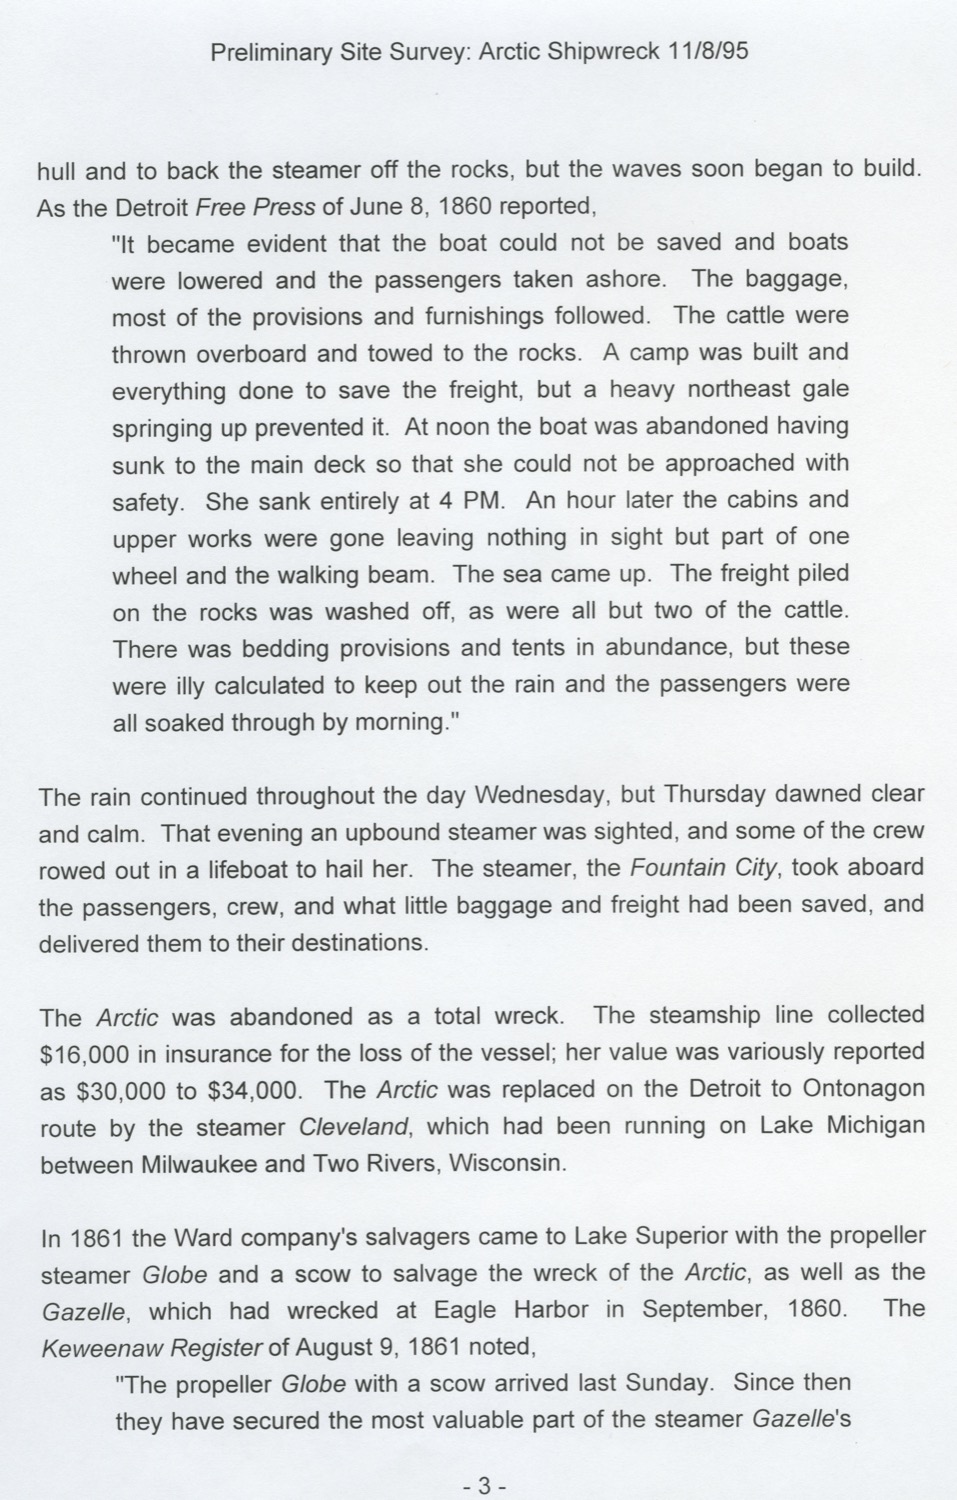 Preliminary Site Survey: Arctic Shipwreck 11/8/95
hull and to back the steamer off the rocks, but the waves soon began to build.
As the Detroit Free Press of June 8, 1860 reported,
"It became evident that the boat could not be saved and boats
were lowered and the passengers taken ashore. The baggage,
most of the provisions and furnishings followed. The cattle were
thrown overboard and towed to the rocks. A camp was built and
everything done to save the freight, but a heavy northeast gale
springing up prevented it. At noon the boat was abandoned having
sunk to the main deck so that she could not be approached with
safety. She sank entirely at 4 PM. An hour later the cabins and
upper works were gone leaving nothing in sight but part of one
wheel and the walking beam. The sea came up. The freight piled
on the rocks was washed off, as were all but two of the cattle.
There was bedding provisions and tents in abundance, but these
were illy calculated to keep out the rain and the passengers were
all soaked through by morning."
The rain continued throughout the day Wednesday, but Thursday dawned clear
and calm. That evening an upbound steamer was sighted, and some of the crew
rowed out in a lifeboat to hail her. The steamer, the Fountain City, took aboard
the passengers, crew, and what little baggage and freight had been saved, and
delivered them to their destinations.
The Arctic was abandoned as a total wreck. The steamship line collected
$16,000 in insurance for the loss of the vessel; her value was variously reported
as $30,000 to $34,000. The Arctic was replaced on the Detroit to Ontonagon
route by the steamer Cleveland, which had been running on Lake Michigan
between Milwaukee and Two Rivers, Wisconsin.
In 1861 the Ward company's salvagers came to Lake Superior with the propeller
steamer Globe and a scow to salvage the wreck of the Arctic, as well as the
Gazelle, which had wrecked at Eagle Harbor in September, 1860. The
Keweenaw Register of August 9, 1861 noted,
"The propeller Globe with a scow arrived last Sunday. Since then
they have secured the most valuable part of the steamer Gazelle's
- 3 -